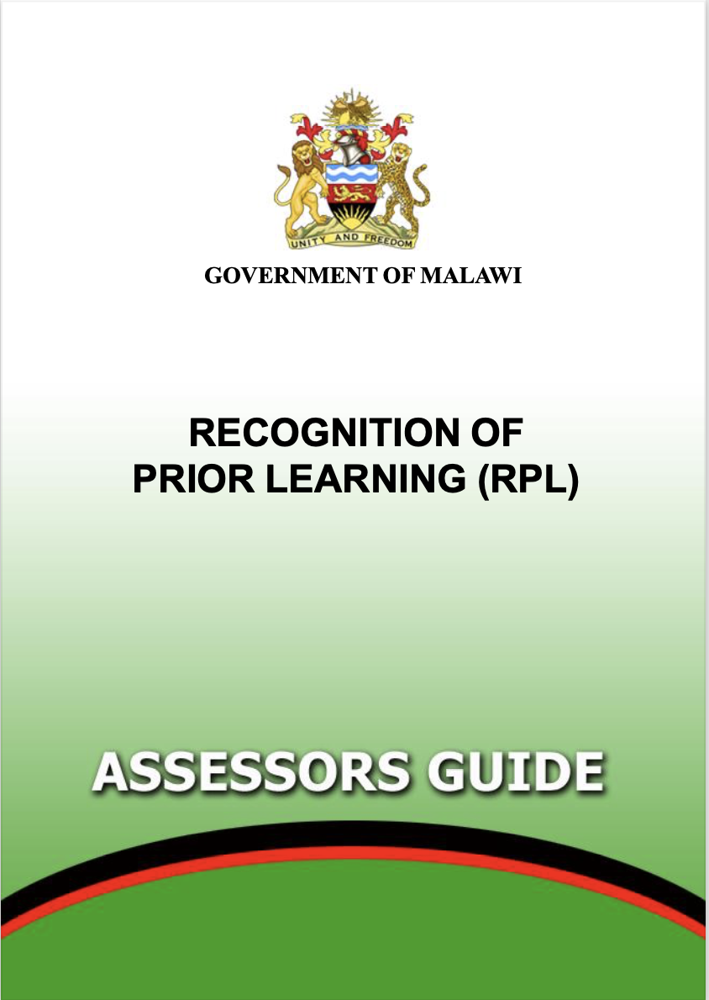 UNITY AND FREEDOM
GOVERNMENT OF MALAWI
RECOGNITION OF
PRIOR LEARNING (RPL)
ASSESSORS GUIDE